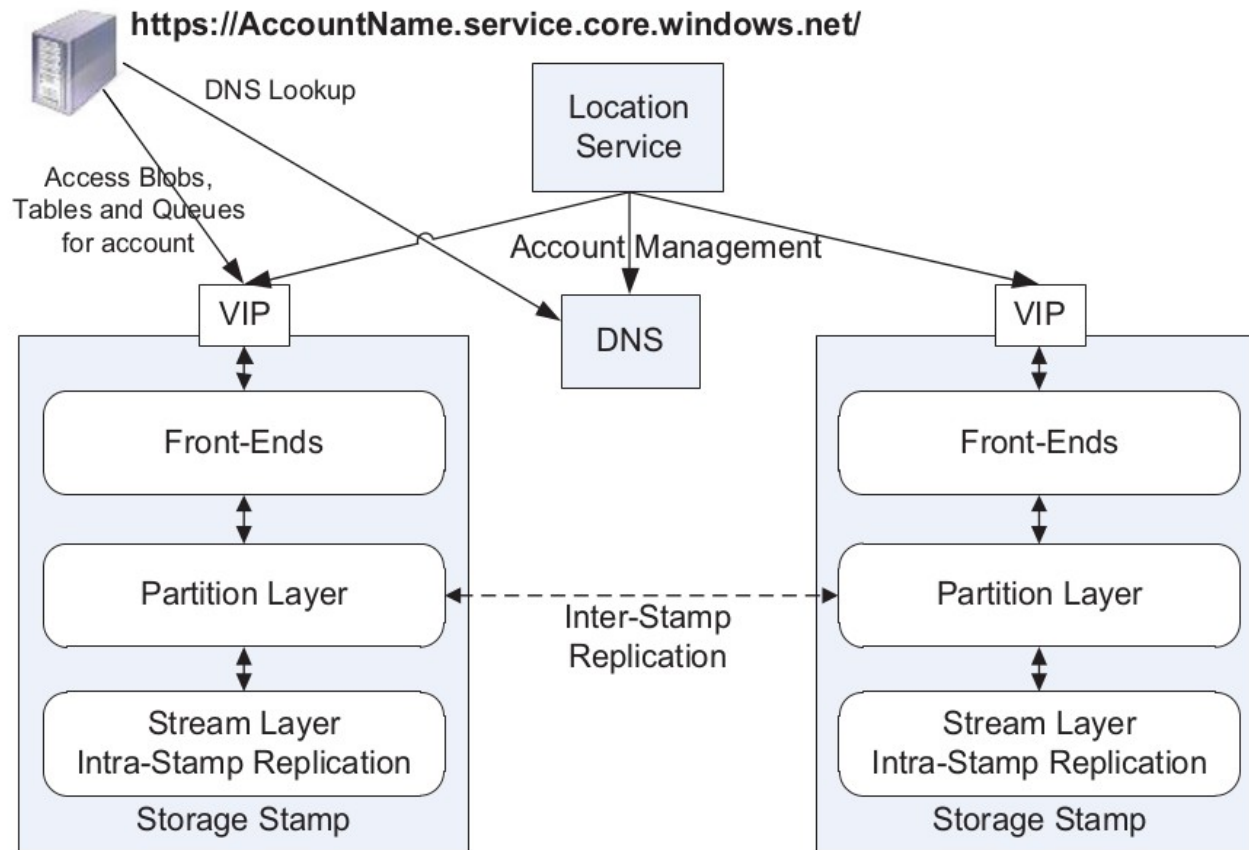 https://AccountName.service.core.windows.net/
DNS Lookup
Location
Service
Access Blobs,
Tables and Queues
for account
Account Management
VIP
DNS
VIP
Front-Ends
Front-Ends
Partition Layer
Inter-Stamp
Replication
Partition Layer
Stream Layer
Intra-Stamp Replication
Storage Stamp
Stream Layer
Intra-Stamp Replication
Storage Stamp